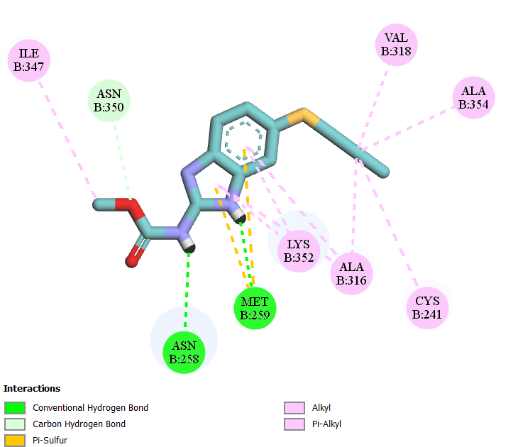 VAL
B:318
ILE
B:347
ALA
B:354
ASN
B:350
LYS
B:352
ALA
B:316
CYS
B:241
MET
B:259
ASN
B:258
Interactions
Conventional Hydrogen Bond
Carbon Hydrogen Bond
Pi-Sulfur
Alkyl
Pi-Alkyl